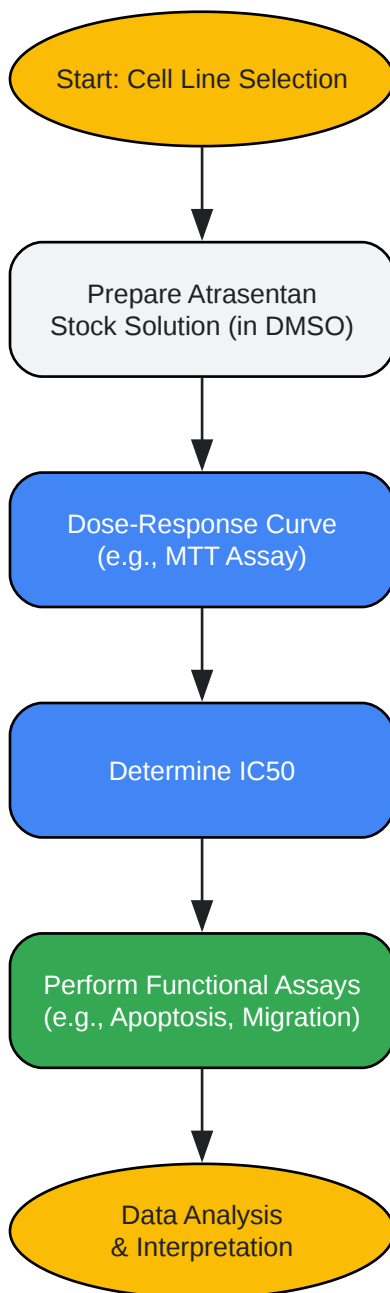 Start: Cell Line Selection
Prepare Atrasentan
Stock Solution (in DMSO)
Dose-Response Curve
(e.g., MTT Assay)
Determine IC50
Perform Functional Assays
(e.g., Apoptosis, Migration)
Data Analysis
& Interpretation